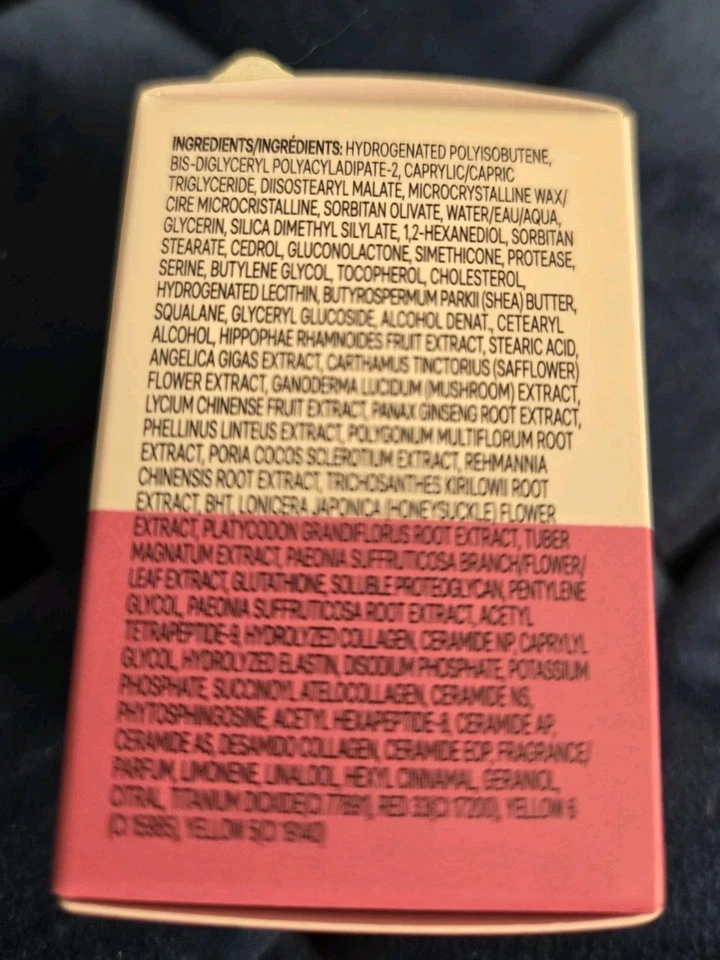 INGREDIENTS/INGRÉDIENTS: HYDROGENATED POLYISOBUTENE,
BIS-DIGLYCERYL POLYACYLADIPATE-2, CAPRYLIC/CAPRIC
TRIGLYCERIDE, DIISOSTEARYL MALATE, MICROCRYSTALLINE WAX/
CIRE MICROCRISTALLINE, SORBITAN OLIVATE, WATER/EAU/AQUA,
GLYCERIN, SILICA DIMETHYL SILYLATE, 1,2-HEXANEDIOL, SORBITAN
STEARATE, CEDROL, GLUCONOLACTONE, SIMETHICONE, PROTEASE,
SERINE, BUTYLENE GLYCOL, TOCOPHEROL, CHOLESTEROL,
HYDROGENATED LECITHIN, BUTYROSPERMUM PARKII (SHEA) BUTTER,
SQUALANE, GLYCERYL GLUCOSIDE, ALCOHOL DENAT., CETEARYL
ALCOHOL, HIPPOPHAE RHAMNOIDES FRUIT EXTRACT, STEARIC ACID,
ANGELICA GIGAS EXTRACT, CARTHAMUS TINCTORIUS (SAFFLOWER)
FLOWER EXTRACT, GANODERMA LUCIDUM (MUSHROOM) EXTRACT,
LYCIUM CHINENSE FRUIT EXTRACT, PANAX GINSENG ROOT EXTRACT,
PHELLINUS LINTEUS EXTRACT, POLYGONUM MULTIFLORUM ROOT
EXTRACT, PORIA COCOS SCLEROTIUM EXTRACT, REHMANNIA
CHINENSIS ROOT EXTRACT, TRICHOSANTHES KIRILOWII ROOT
EXTRACT, BHT, LONICERA JAPONICA (HONEYSUCKLE) FLOWER
EXTRACT, PLATYCODON GRANDIFLORUS ROOT EXTRACT, TUBER
MAGNATUM EXTRACT, PAEONIA SUFFRUTICOSA BRANCH/FLOWER/
LEAF EXTRACT, GLUTATHIONE, SOLUBLE PROTEOGLYCAN, PENTYLENE
GLYCOL, PAEONIA SUFFRUTICOSA ROOT EXTRACT, ACETYL
TETRAPEPTIDE-9, HYDROLYZED COLLAGEN, CERAMIDE NP, CAPRYLYL
GLYCOL, HYDROLYZED ELASTIN, DISODIUM PHOSPHATE, POTASSIUM
PHOSPHATE, SUCCINOYL ATELOCOLLAGEN, CERAMIDE NS,
PHYTOSPHINGOSINE, ACETYL HEXAPEPTIDE-8, CERAMIDE AP,
CERAMIDE AS, DESAMIDO COLLAGEN, CERAMIDE EOP, FRAGRANCE/
PARFUM, LIMONENE, LINALOOL, HEXYL CINNAMAL, GERANIOL,
CITRAL, TITANIUM DIOXIDE(CI 77891), RED 33(CI 17200), YELLOW 6
(CI 15985), YELLOW 5(CI 19140)